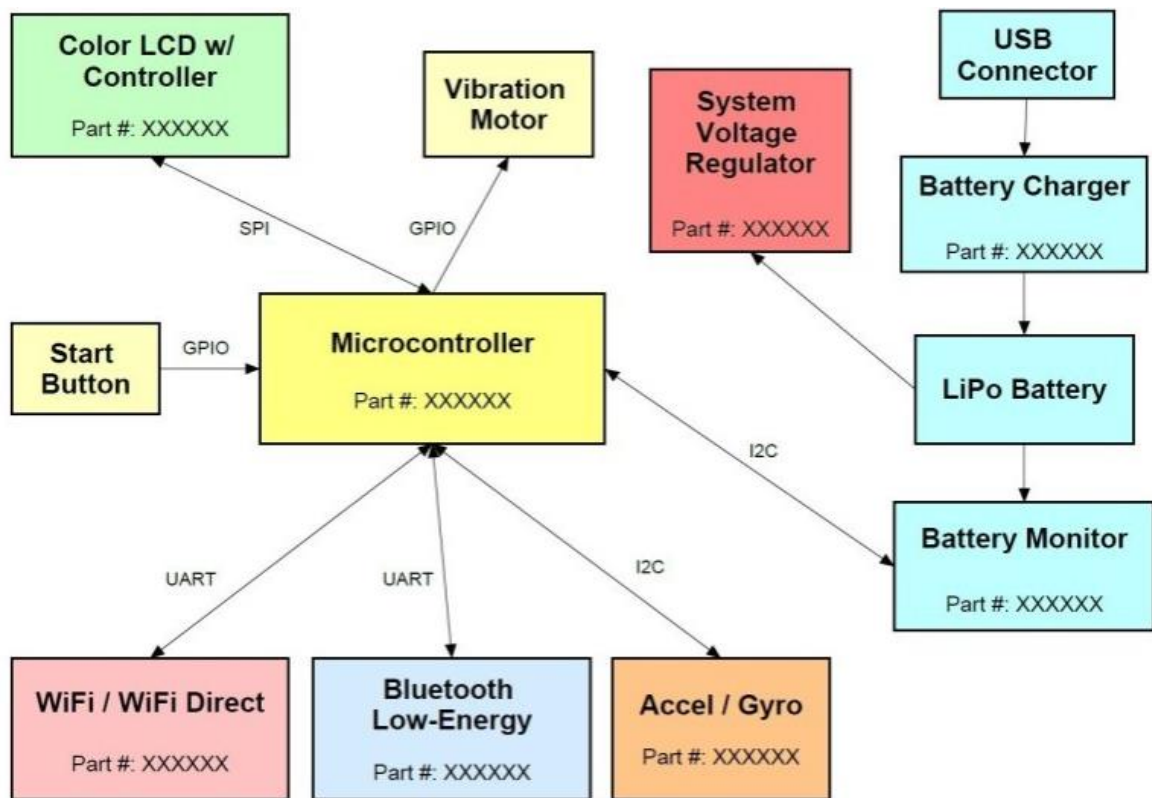 Color LCD w/
Controller
Part #: XXXXXX
Vibration
Motor
System
Voltage
Regulator
Part #: XXXXXX
USB
Connector
Battery Charger
Part #: XXXXXX
SPI
GPIO
Start
Button
GPIO
Microcontroller
Part #: XXXXXX
LiPo Battery
I2C
Battery Monitor
Part #: XXXXXX
UART
UART
I2C
WiFi / WiFi Direct
Part #: XXXXXX
Bluetooth
Low-Energy
Part #: XXXXXX
Accel / Gyro
Part #: XXXXXX